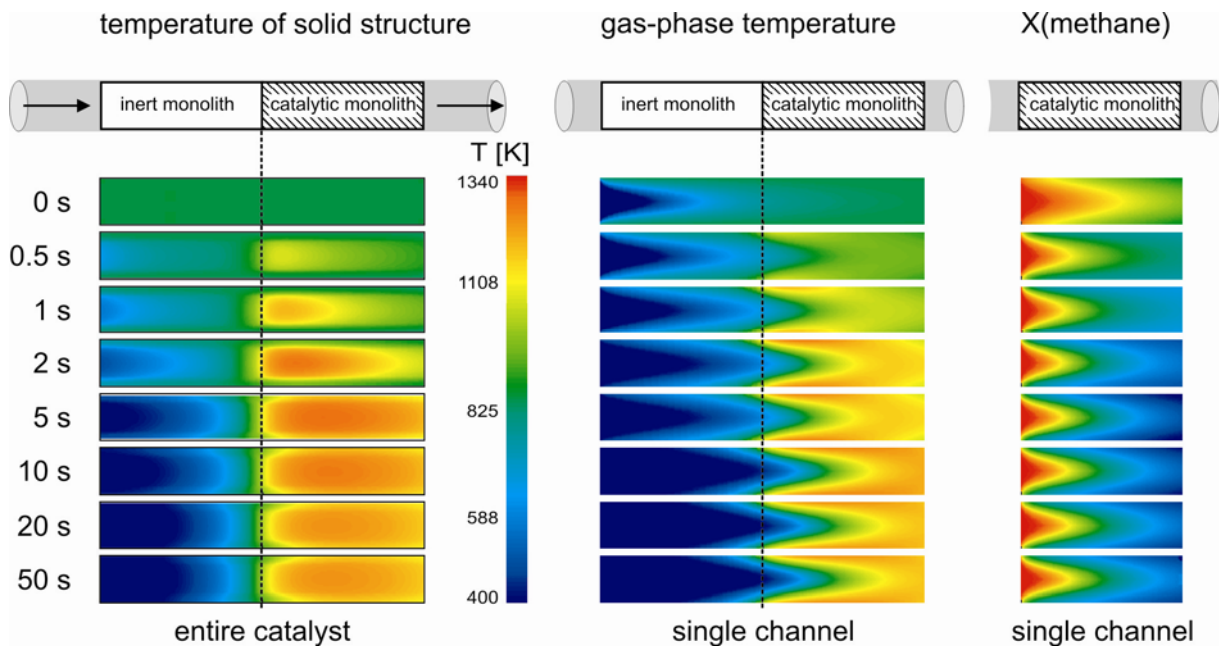 temperature of solid structure
gas-phase temperature
X(methane)
inert monolith
catalytic monolith
inert monolith
catalytic monolith
catalytic monolith
T [K]
0 s
0.5 s
1 s
2 s
5 s
10 s
20 s
50 s
1340
1108
825
588
400
entire catalyst
single channel
single channel